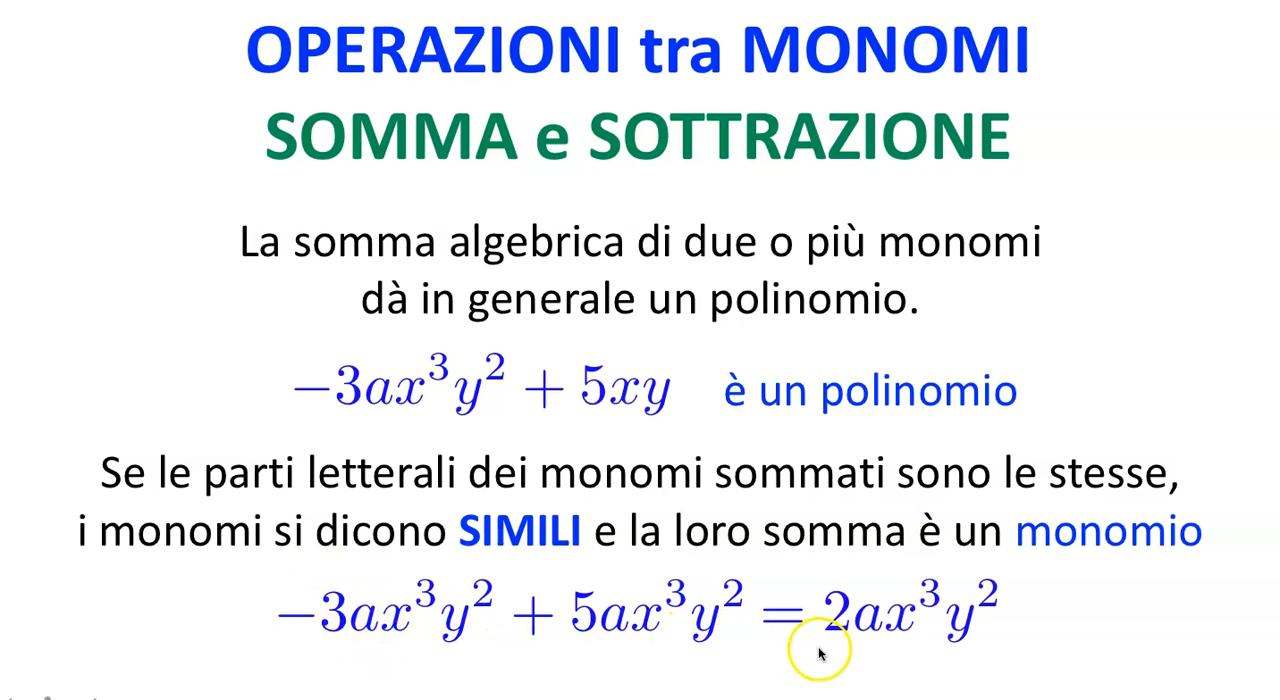 OPERAZIONI tra MONOMI
SOMMA e SOTTRAZIONE
La somma algebrica di due o più monomi
dà in generale un polinomio.
−3ax³y² + 5xy è un polinomio
Se le parti letterali dei monomi sommati sono le stesse,
i monomi si dicono SIMILI e la loro somma è un monomio
−3ax³y² + 5ax³y² = 2ax³y²